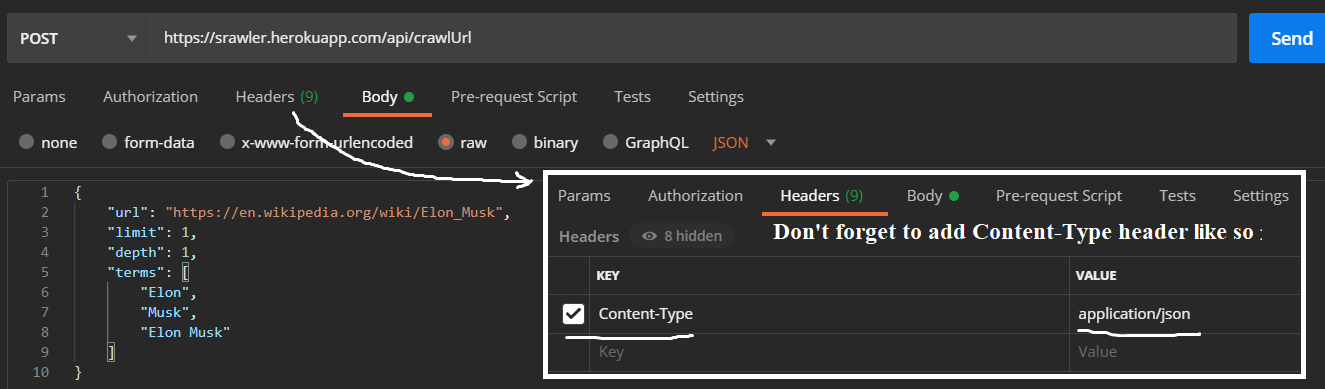 POST https://srawler.herokuapp.com/api/crawlUrl Send
Params Authorization Headers (9) Body Pre-request Script Tests Settings
none form-data x-www-form-urlencoded raw binary GraphQL JSON
1 {
2 "url": "https://en.wikipedia.org/wiki/Elon_Musk",
3 "limit": 1,
4 "depth": 1,
5 "terms": [
6 "Elon",
7 "Musk",
8 "Elon Musk"
9 ]
10 }
Params Authorization Headers (9) Body Pre-request Script Tests Settings
Headers 8 hidden Don't forget to add Content-Type header like so :
KEY VALUE
Content-Type application/json
Key Value